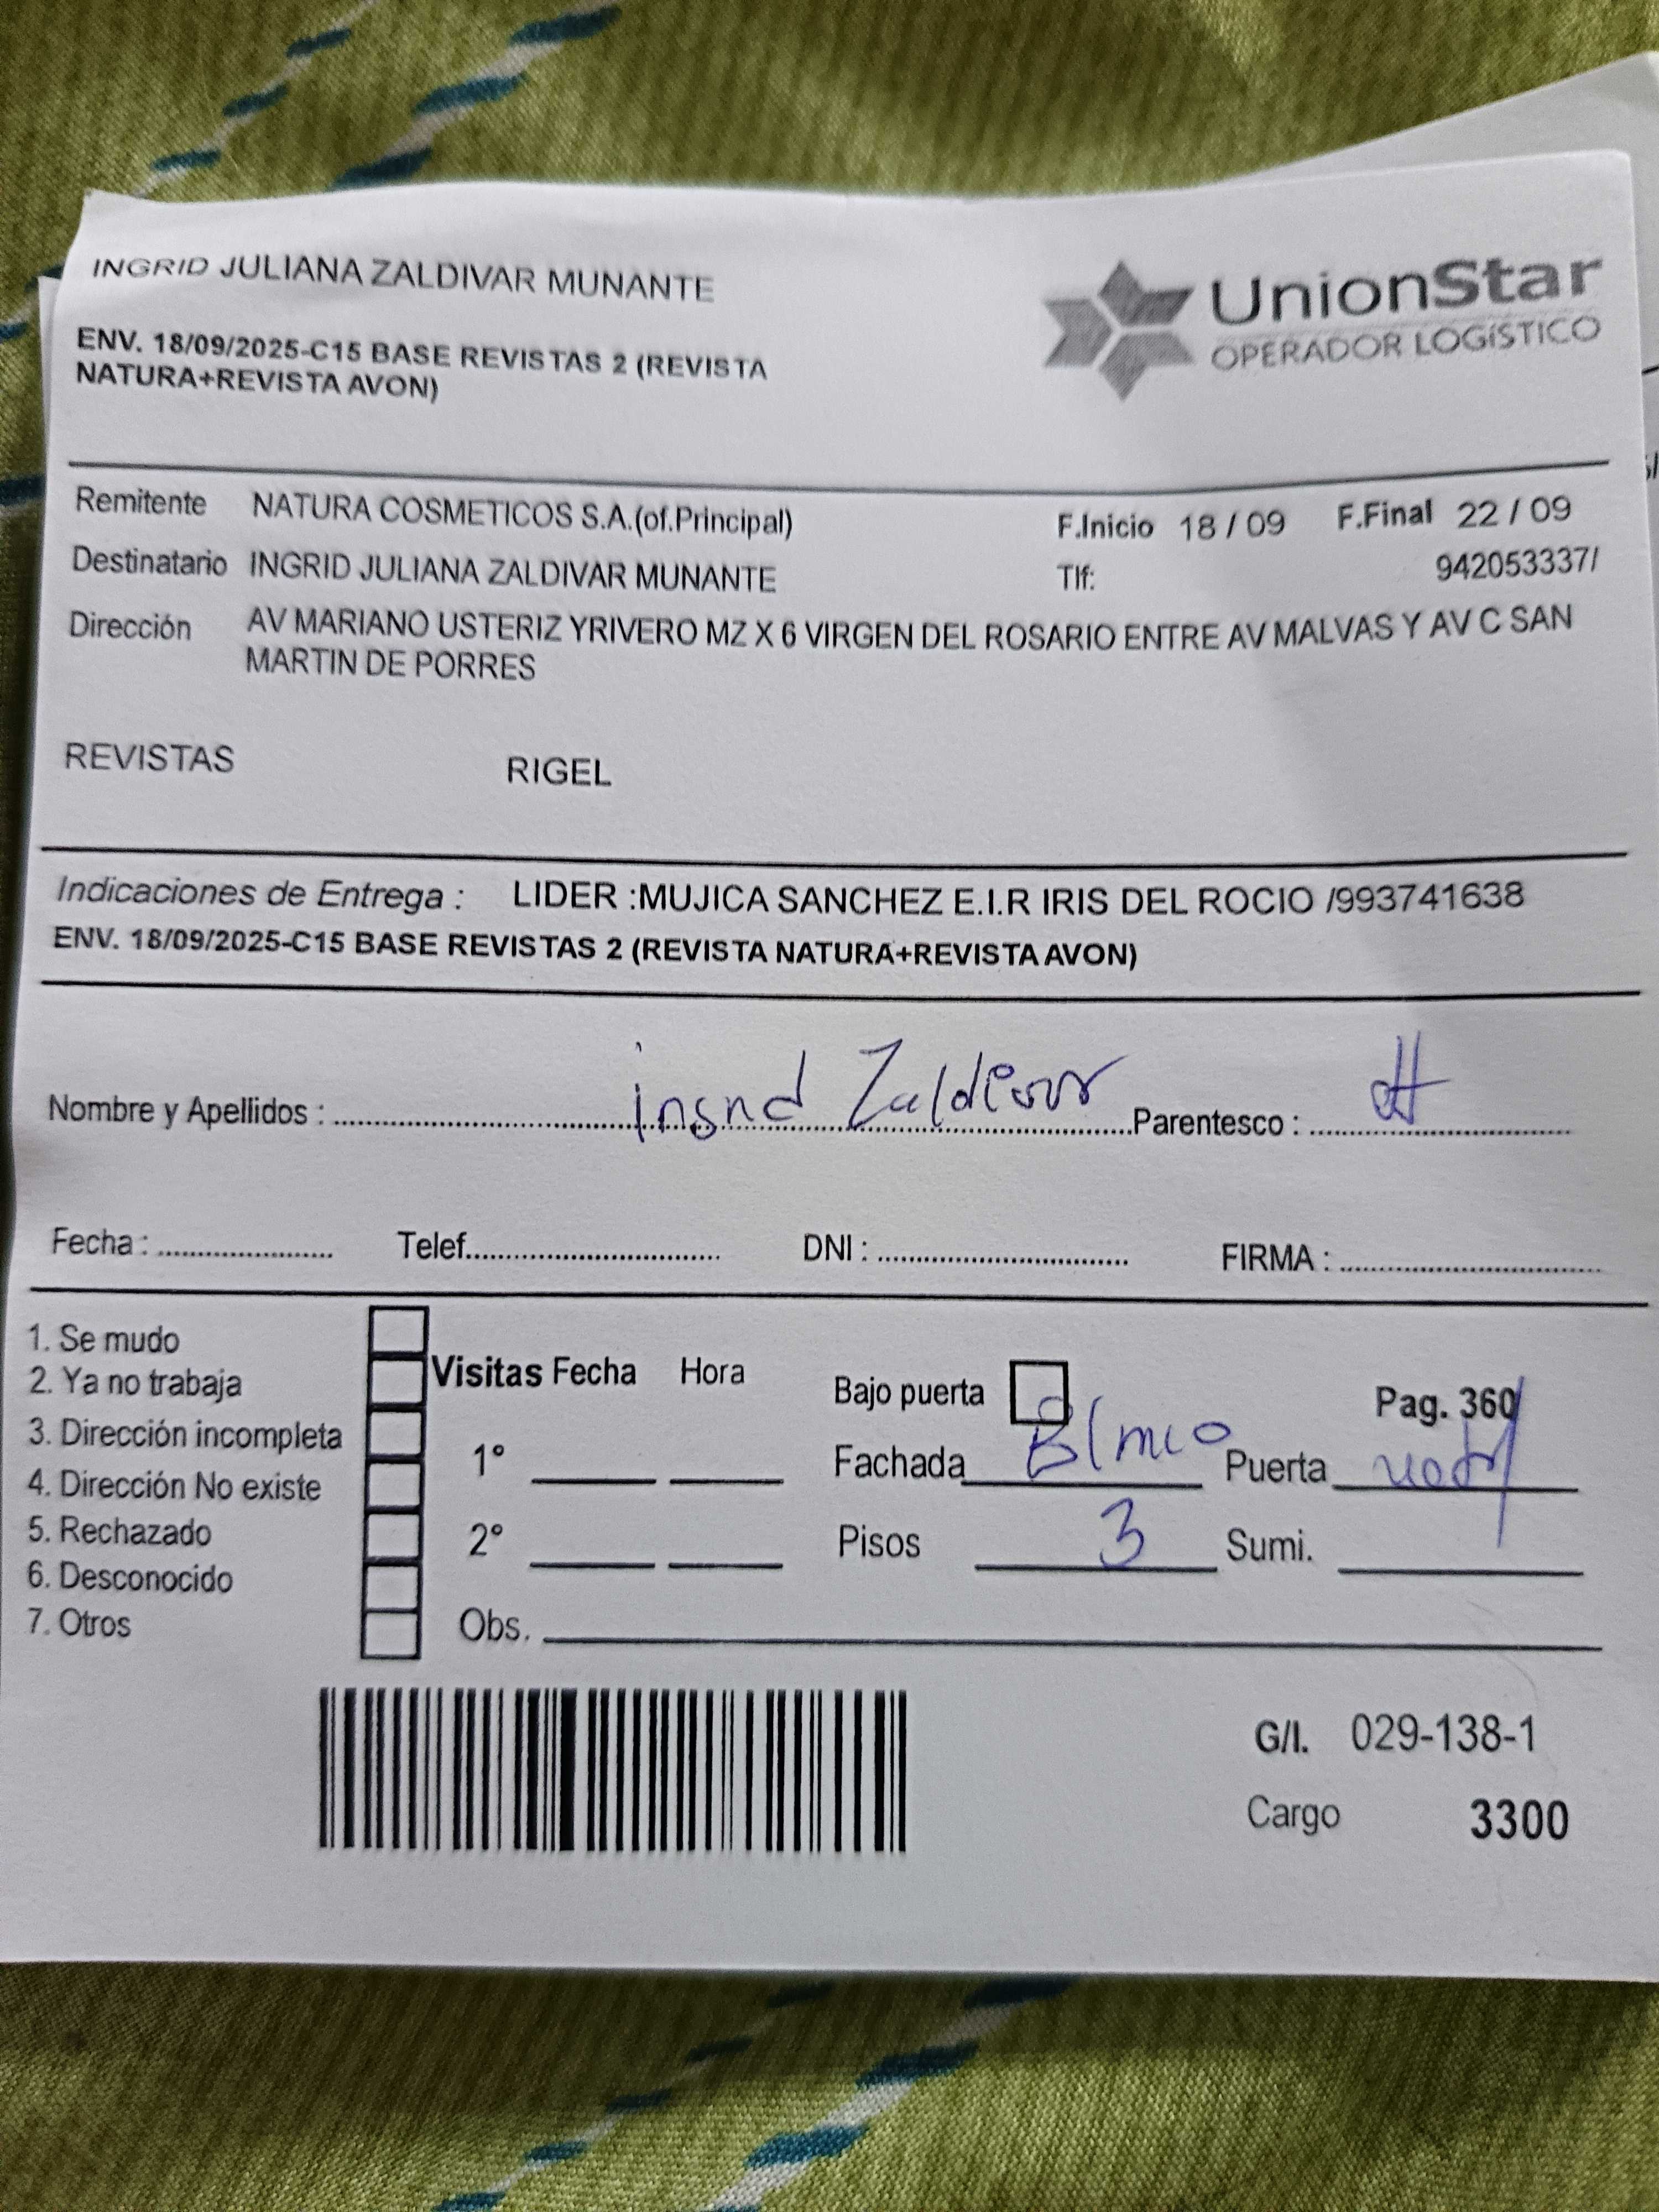 INGRID JULIANA ZALDIVAR MUNANTE
UnionStar
OPERADOR LOGÍSTICO
ENV. 18/09/2025-C15 BASE REVISTAS 2 (REVISTA
NATURA+REVISTA AVON)
Remitente NATURA COSMETICOS S.A.(of.Principal) F.Inicio 18 / 09 F.Final 22 / 09
Destinatario INGRID JULIANA ZALDIVAR MUNANTE Tlf: 942053337/
Dirección AV MARIANO USTERIZ YRIVERO MZ X 6 VIRGEN DEL ROSARIO ENTRE AV MALVAS Y AV C SAN
MARTIN DE PORRES
REVISTAS RIGEL
Indicaciones de Entrega : LIDER :MUJICA SANCHEZ E.I.R IRIS DEL ROCIO /993741638
ENV. 18/09/2025-C15 BASE REVISTAS 2 (REVISTA NATURA+REVISTA AVON)
Nombre y Apellidos : ingrid Zaldivar Parentesco :
Fecha : Telef. DNI : FIRMA :
1. Se mudo
2. Ya no trabaja
3. Dirección incompleta
4. Dirección No existe
5. Rechazado
6. Desconocido
7. Otros
Visitas Fecha Hora
1°
2°
Obs.
Bajo puerta Pag. 360
Fachada Puerta
Pisos 3 Sumi.
G/I. 029-138-1
Cargo 3300